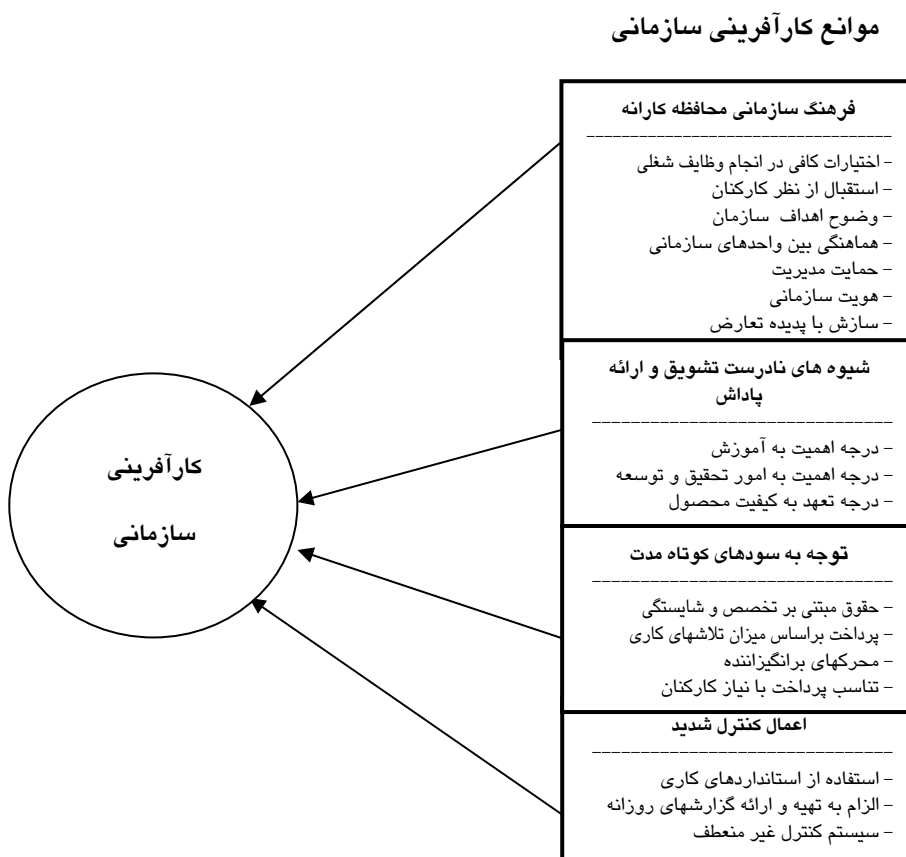 موانع کارآفرینی سازمانی
فرهنگ سازمانی محافظه کارانه
-----------------------------------
- اختیارات کافی در انجام وظایف شغلی
- استقبال از نظر کارکنان
- وضوح اهداف سازمان
- هماهنگی بین واحدهای سازمانی
- حمایت مدیریت
- هویت سازمانی
- سازش با پدیده تعارض
شیوه های نادرست تشویق و ارائه
پاداش
--------------------------------
- درجه اهمیت به آموزش
- درجه اهمیت به امور تحقیق و توسعه
- درجه تعهد به کیفیت محصول
توجه به سودهای کوتاه مدت
--------------------------------
- حقوق مبتنی بر تخصص و شایستگی
- پرداخت براساس میزان تلاشهای کاری
- محرکهای برانگیزاننده
- تناسب پرداخت با نیاز کارکنان
اعمال کنترل شدید
--------------------------------
- استفاده از استانداردهای کاری
- الزام به تهیه و ارائه گزارشهای روزانه
- سیستم کنترل غیر منعطف
کارآفرینی
سازمانی